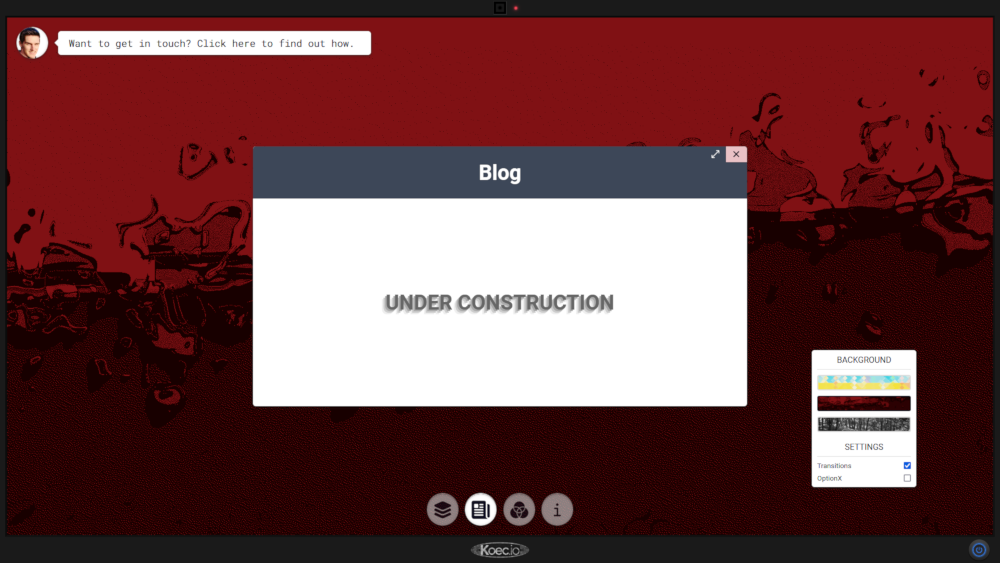 Want to get in touch? Click here to find out how.
Blog
UNDER CONSTRUCTION
BACKGROUND
SETTINGS
Transitions
OptionX
Koec.io